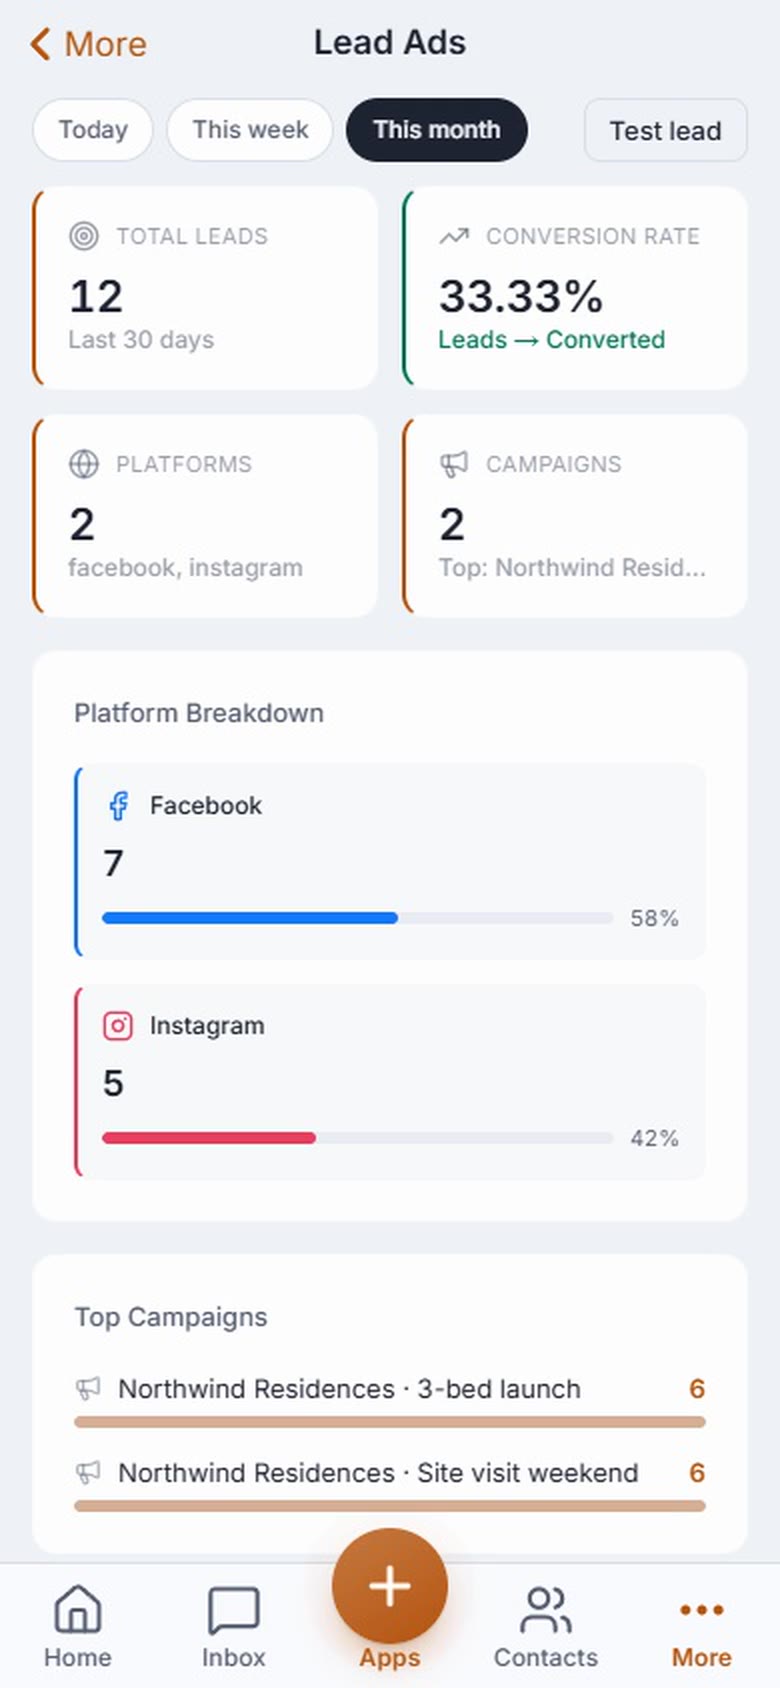 More
Lead Ads
Today
This week
This month
Test lead
TOTAL LEADS
12
Last 30 days
CONVERSION RATE
33.33%
Leads → Converted
PLATFORMS
2
facebook, instagram
CAMPAIGNS
2
Top: Northwind Resid...
Platform Breakdown
Facebook
7
58%
Instagram
5
42%
Top Campaigns
Northwind Residences · 3-bed launch 6
Northwind Residences · Site visit weekend 6
Home
Inbox
Apps
Contacts
More